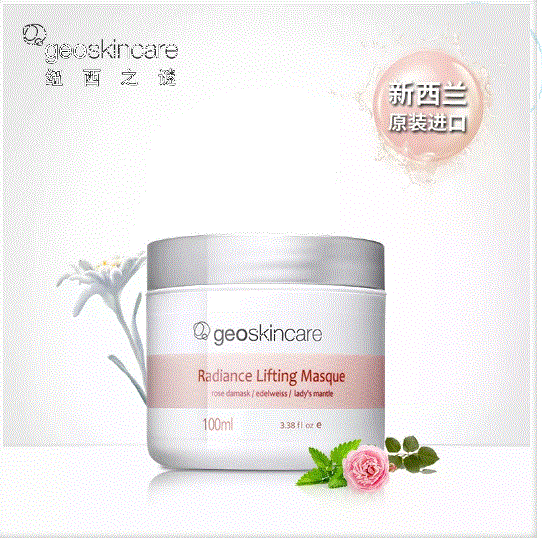 geoskincare
纽西之谜
新西兰
原装进口
geoskincare
Radiance Lifting Masque
rose damask / edelweiss / lady's mantle
100ml 3.38 fl oz e